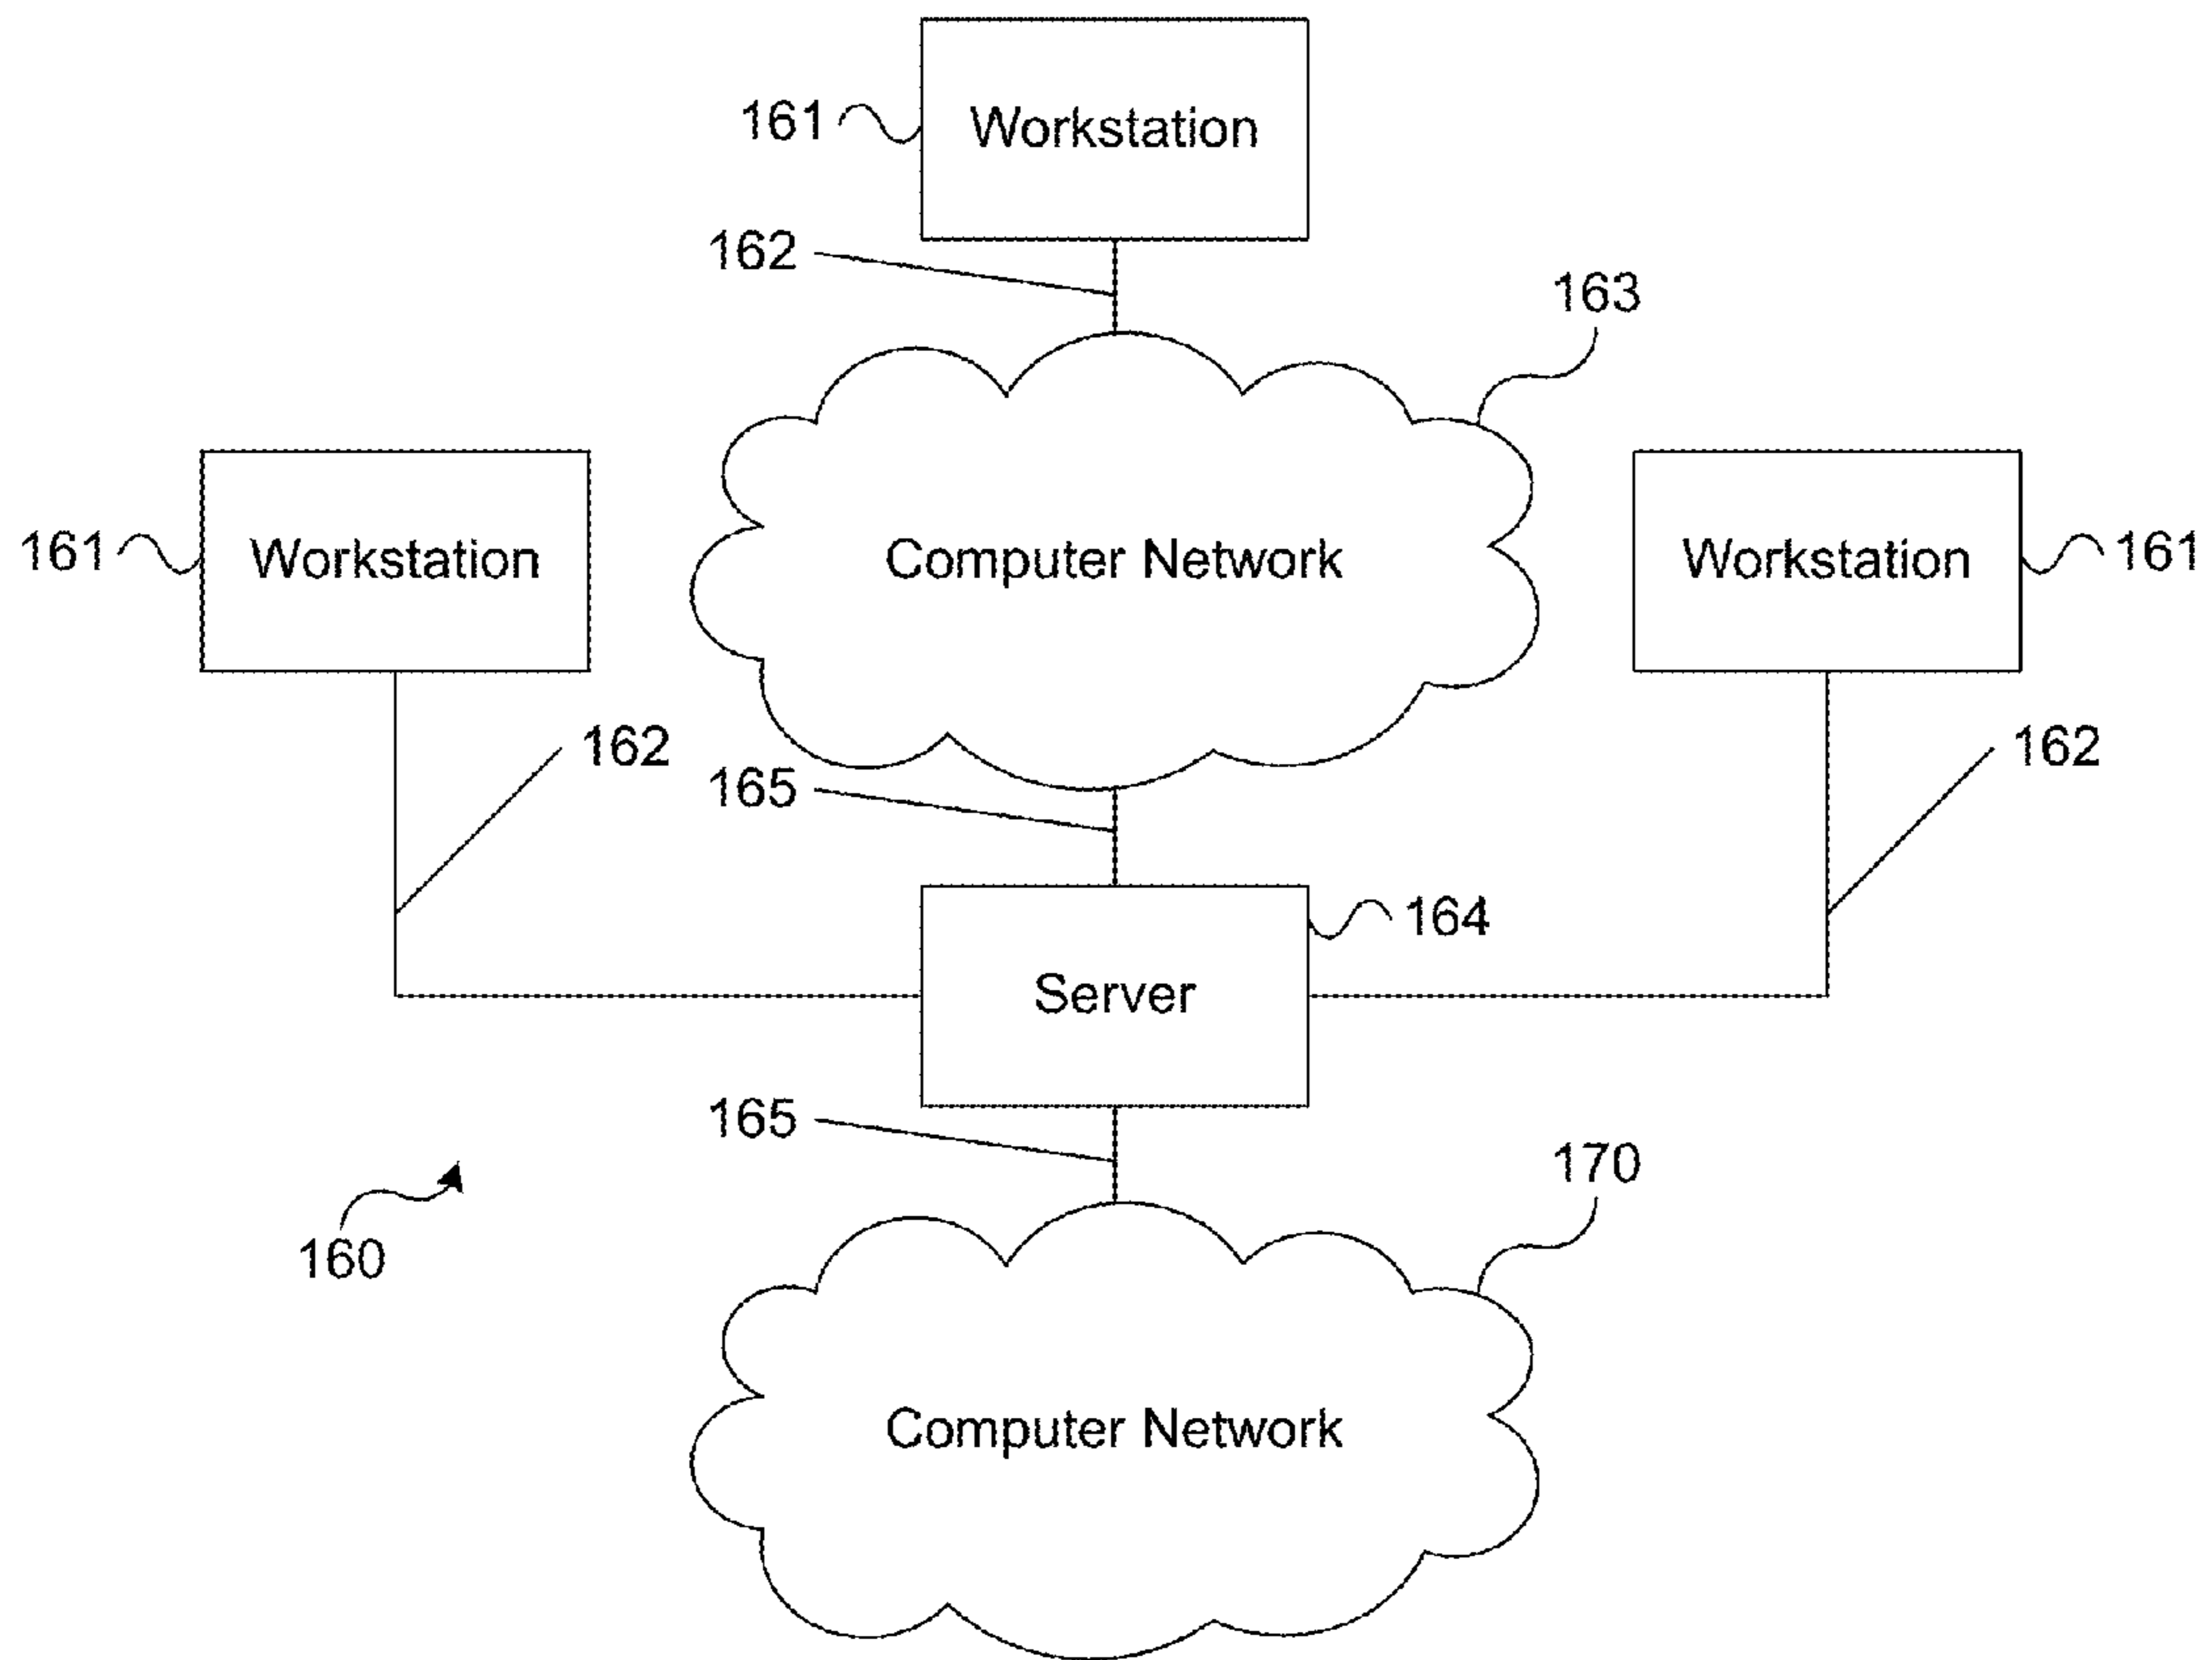 161
Workstation
162
163
161
Workstation
Computer Network
Workstation
161
162
165
162
164
Server
165
160
170
Computer Network